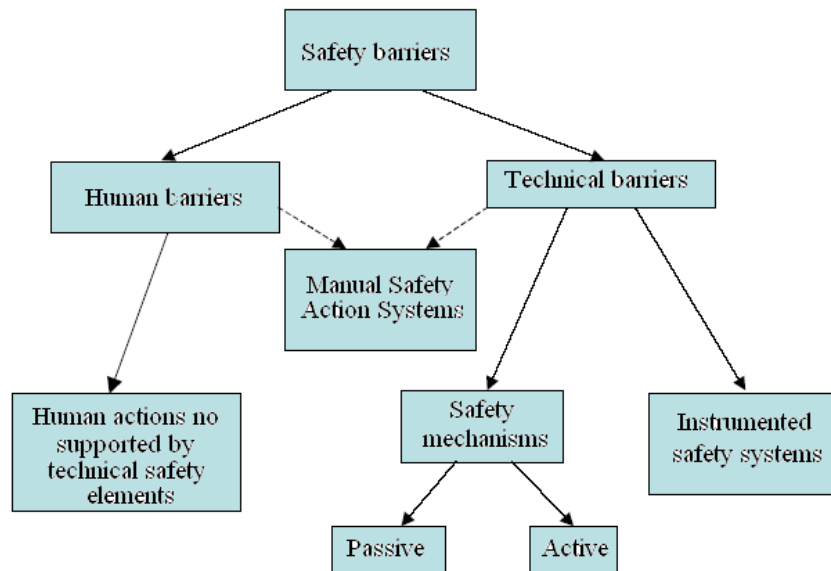 Safety barriers
Human barriers
Technical barriers
Manual Safety
Action Systems
Human actions no
supported by
technical safety
elements
Safety
mechanisms
Instrumented
safety systems
Passive
Active